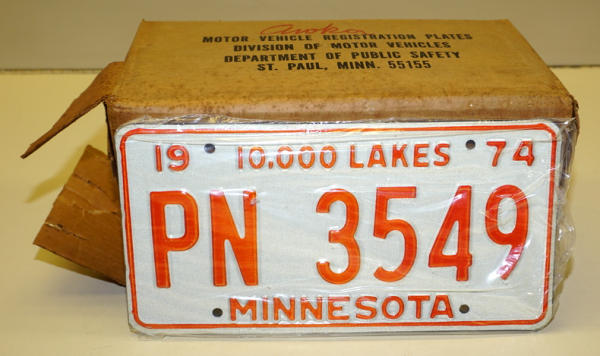 Anoka
MOTOR VEHICLE REGISTRATION PLATES
DIVISION OF MOTOR VEHICLES
DEPARTMENT OF PUBLIC SAFETY
ST. PAUL, MINN. 55155
19 10,000 LAKES 74
PN 3549
MINNESOTA